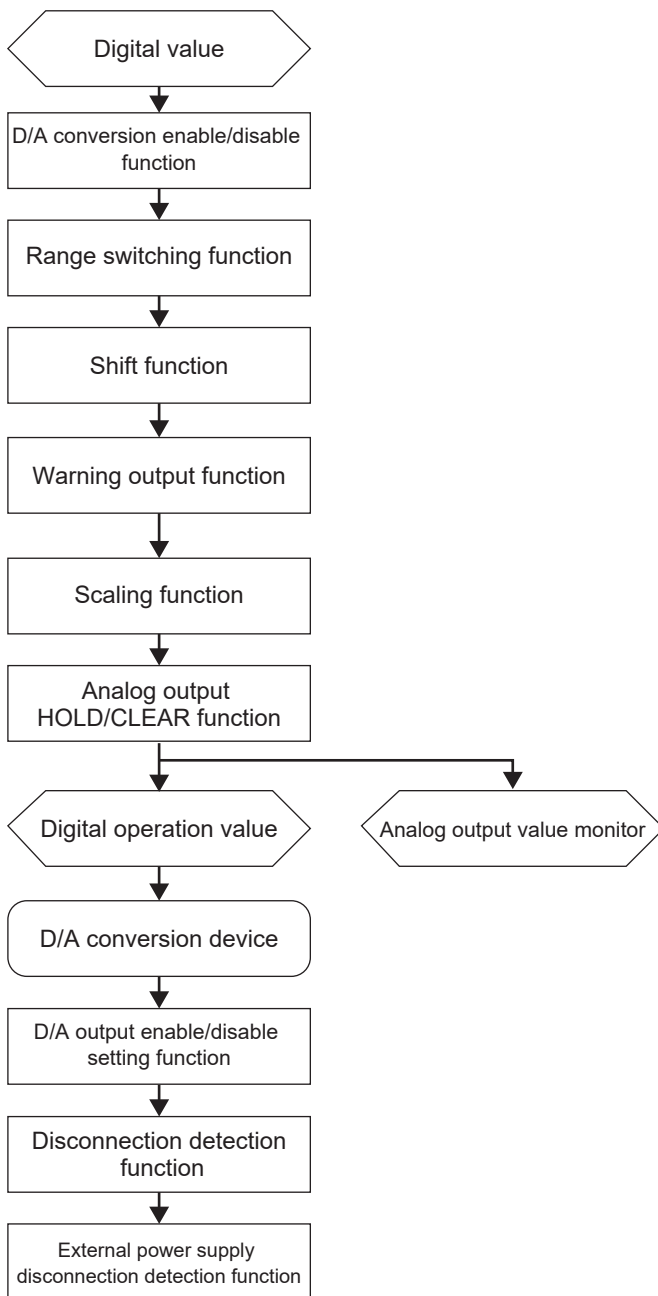 Digital value
D/A conversion enable/disable
function
Range switching function
Shift function
Warning output function
Scaling function
Analog output
HOLD/CLEAR function
Digital operation value
Analog output value monitor
D/A conversion device
D/A output enable/disable
setting function
Disconnection detection
function
External power supply
disconnection detection function